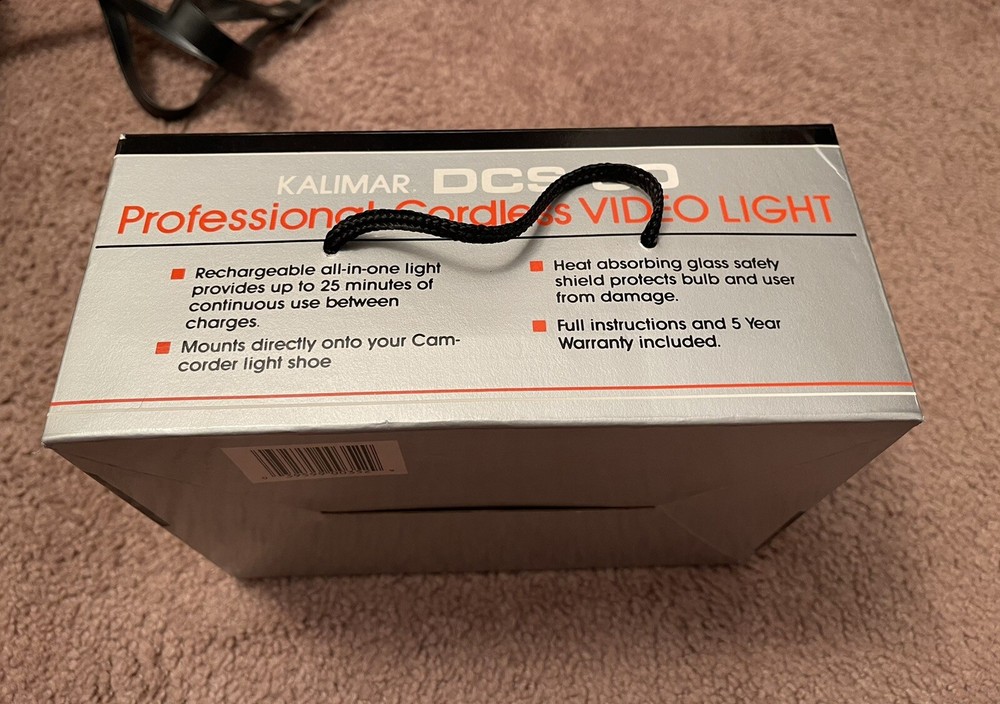 KALIMAR DCS
Professional Cordless VIDEO LIGHT
Rechargeable all-in-one light
provides up to 25 minutes of
continuous use between
charges.
Mounts directly onto your Cam-
corder light shoe
Heat absorbing glass safety
shield protects bulb and user
from damage.
Full instructions and 5 Year
Warranty included.